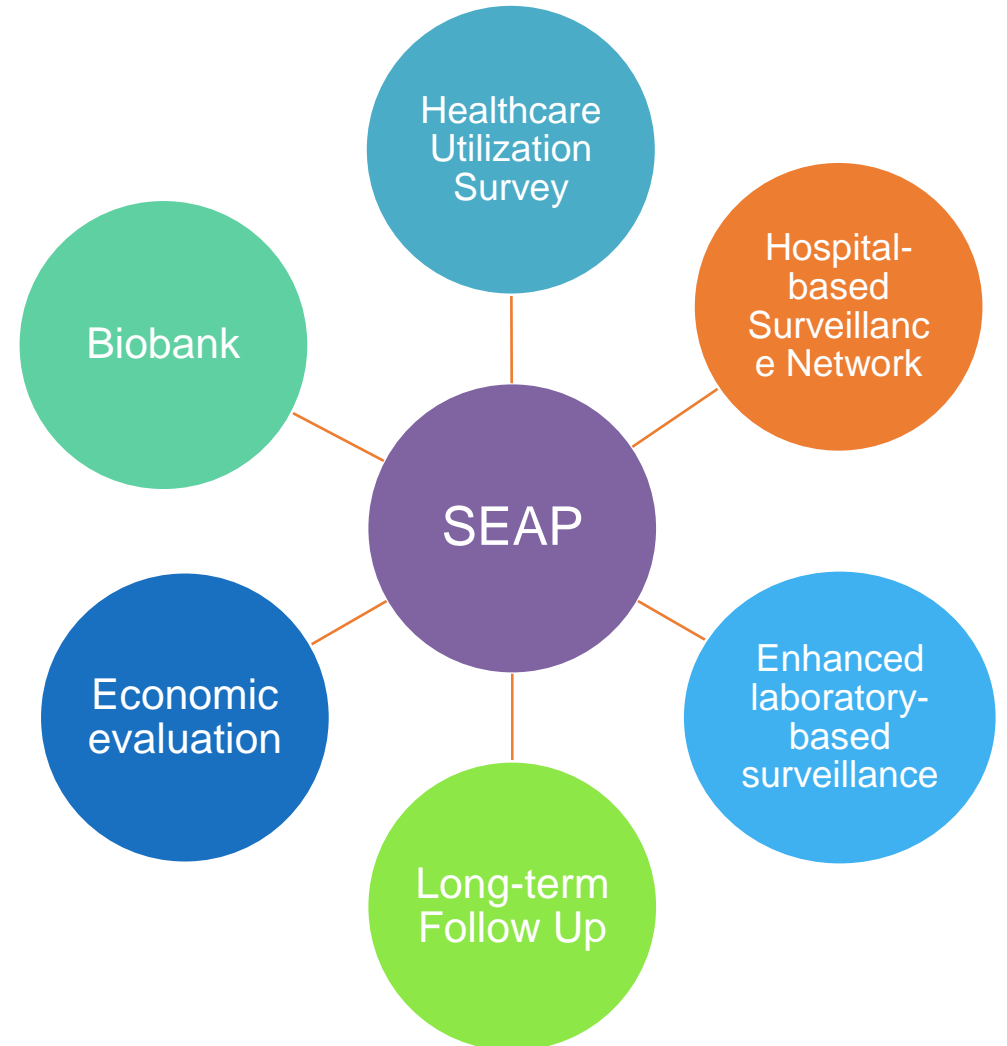 Healthcare
Utilization
Survey
Hospital-
based
Surveillanc
e Network
Biobank
SEAP
Economic
evaluation
Enhanced
laboratory-
based
surveillance
Long-term
Follow Up